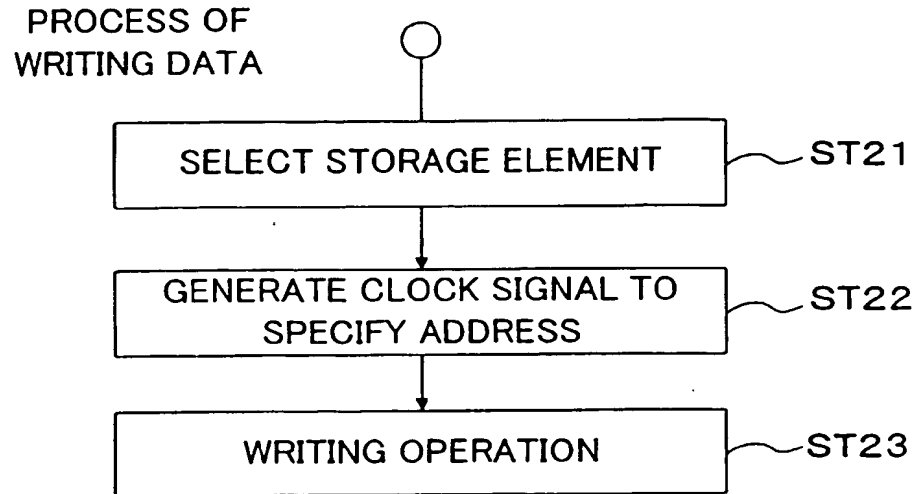 PROCESS OF
WRITING DATA
SELECT STORAGE ELEMENT
ST21
GENERATE CLOCK SIGNAL TO
SPECIFY ADDRESS
ST22
WRITING OPERATION
ST23